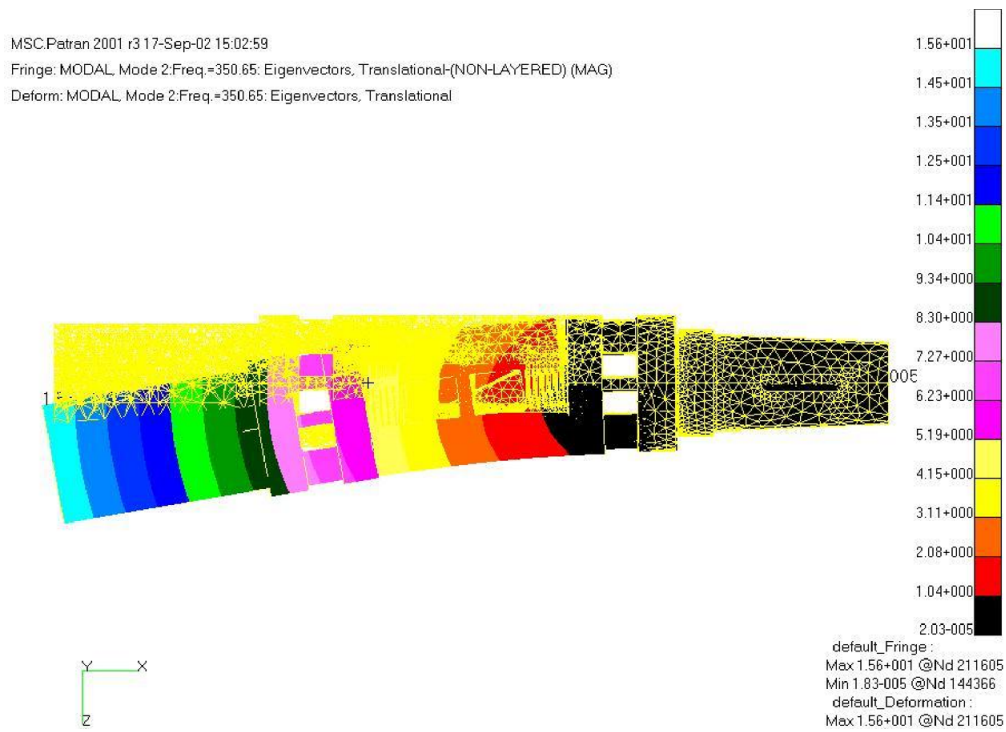 MSC.Patran 2001 r3 17-Sep-02 15:02:59
Fringe: MODAL, Mode 2:Freq.=350.65: Eigenvectors, Translational-(NON-LAYERED) (MAG)
Deform: MODAL, Mode 2:Freq.=350.65: Eigenvectors, Translational
1.56+001
1.45+001
1.35+001
1.25+001
1.14+001
1.04+001
9.34+000
8.30+000
7.27+000
6.23+000
5.19+000
4.15+000
3.11+000
2.08+000
1.04+000
2.03-005
005
Y X
Z
default_Fringe :
Max 1.56+001 @Nd 211605
Min 1.83-005 @Nd 144366
default_Deformation :
Max 1.56+001 @Nd 211605